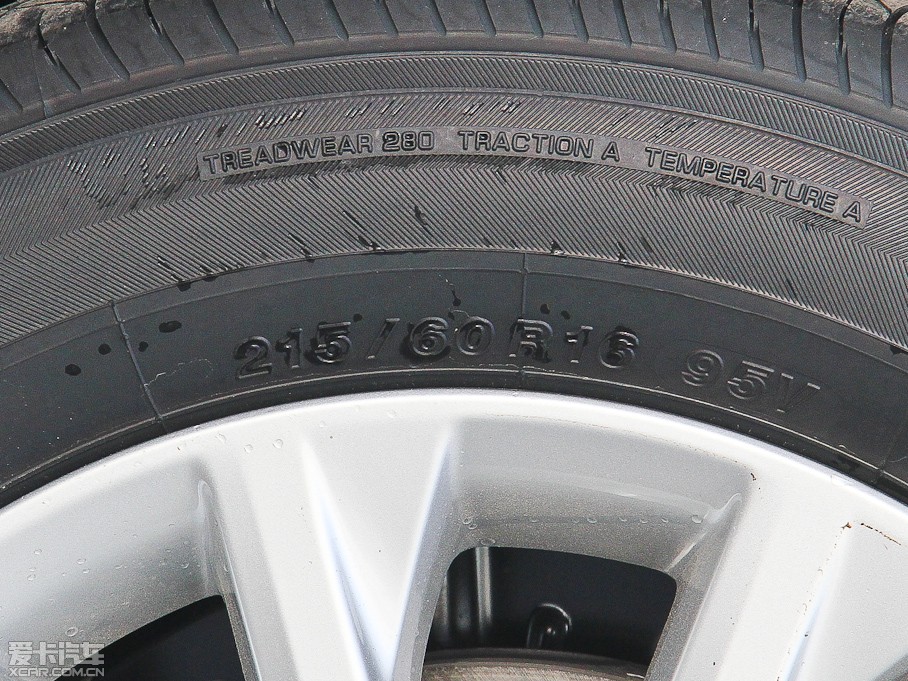 TREADWEAR 280 TRACTION A TEMPERATURE A
215/60R16 95V
爱卡汽车
XCAR.COM.CN